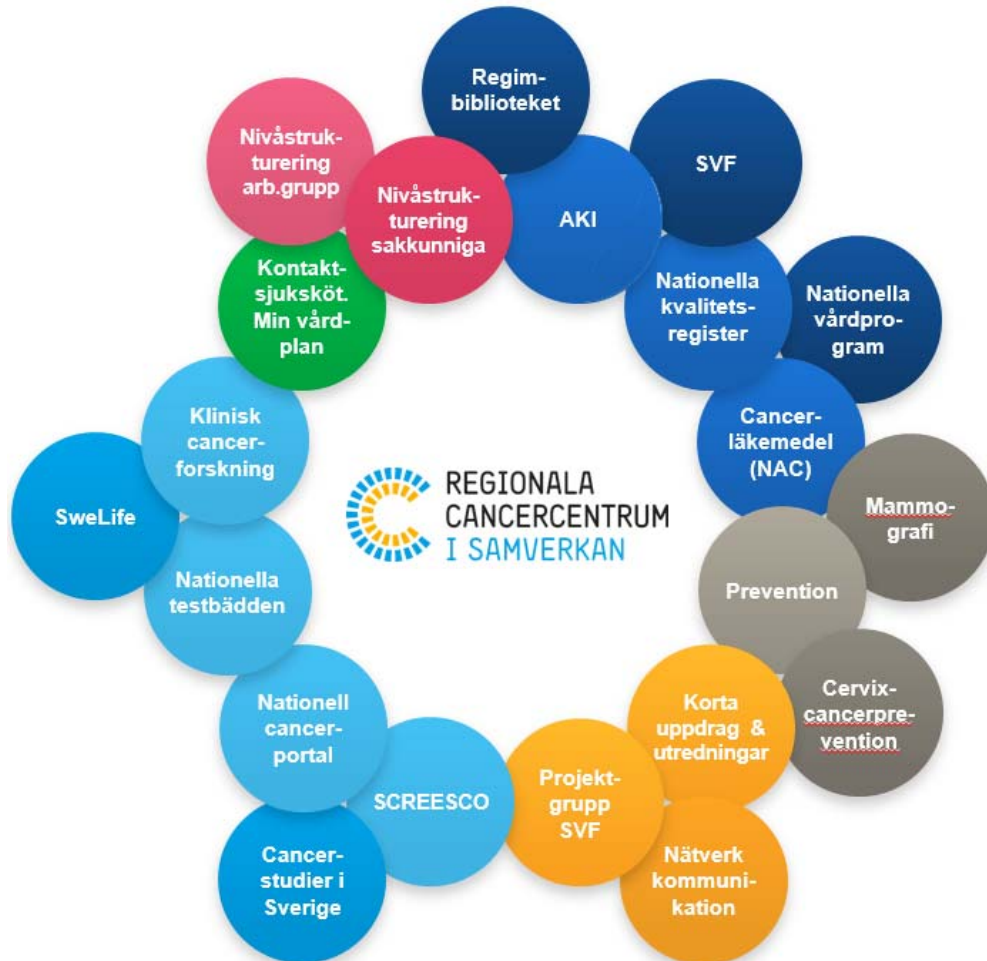 Regim-
biblioteket
Nivåstruk-
turering
arb.grupp
SVF
Nivåstruk-
turering
sakkunniga
AKI
Kontakt-
sjuksköt.
Min vård-
plan
Nationella
kvalitets-
register
Nationella
vårdpro-
gram
Klinisk
cancer-
forskning
Cancer-
läkemedel
(NAC)
SweLife
REGIONALA
CANCERCENTRUM
I SAMVERKAN
Mammo-
grafi
Nationella
testbädden
Prevention
Nationell
cancer-
portal
Korta
uppdrag &
utredningar
Cervix-
cancerpre-
vention
SCREESCO
Projekt-
grupp
SVF
Cancer-
studier i
Sverige
Nätverk
kommuni-
kation